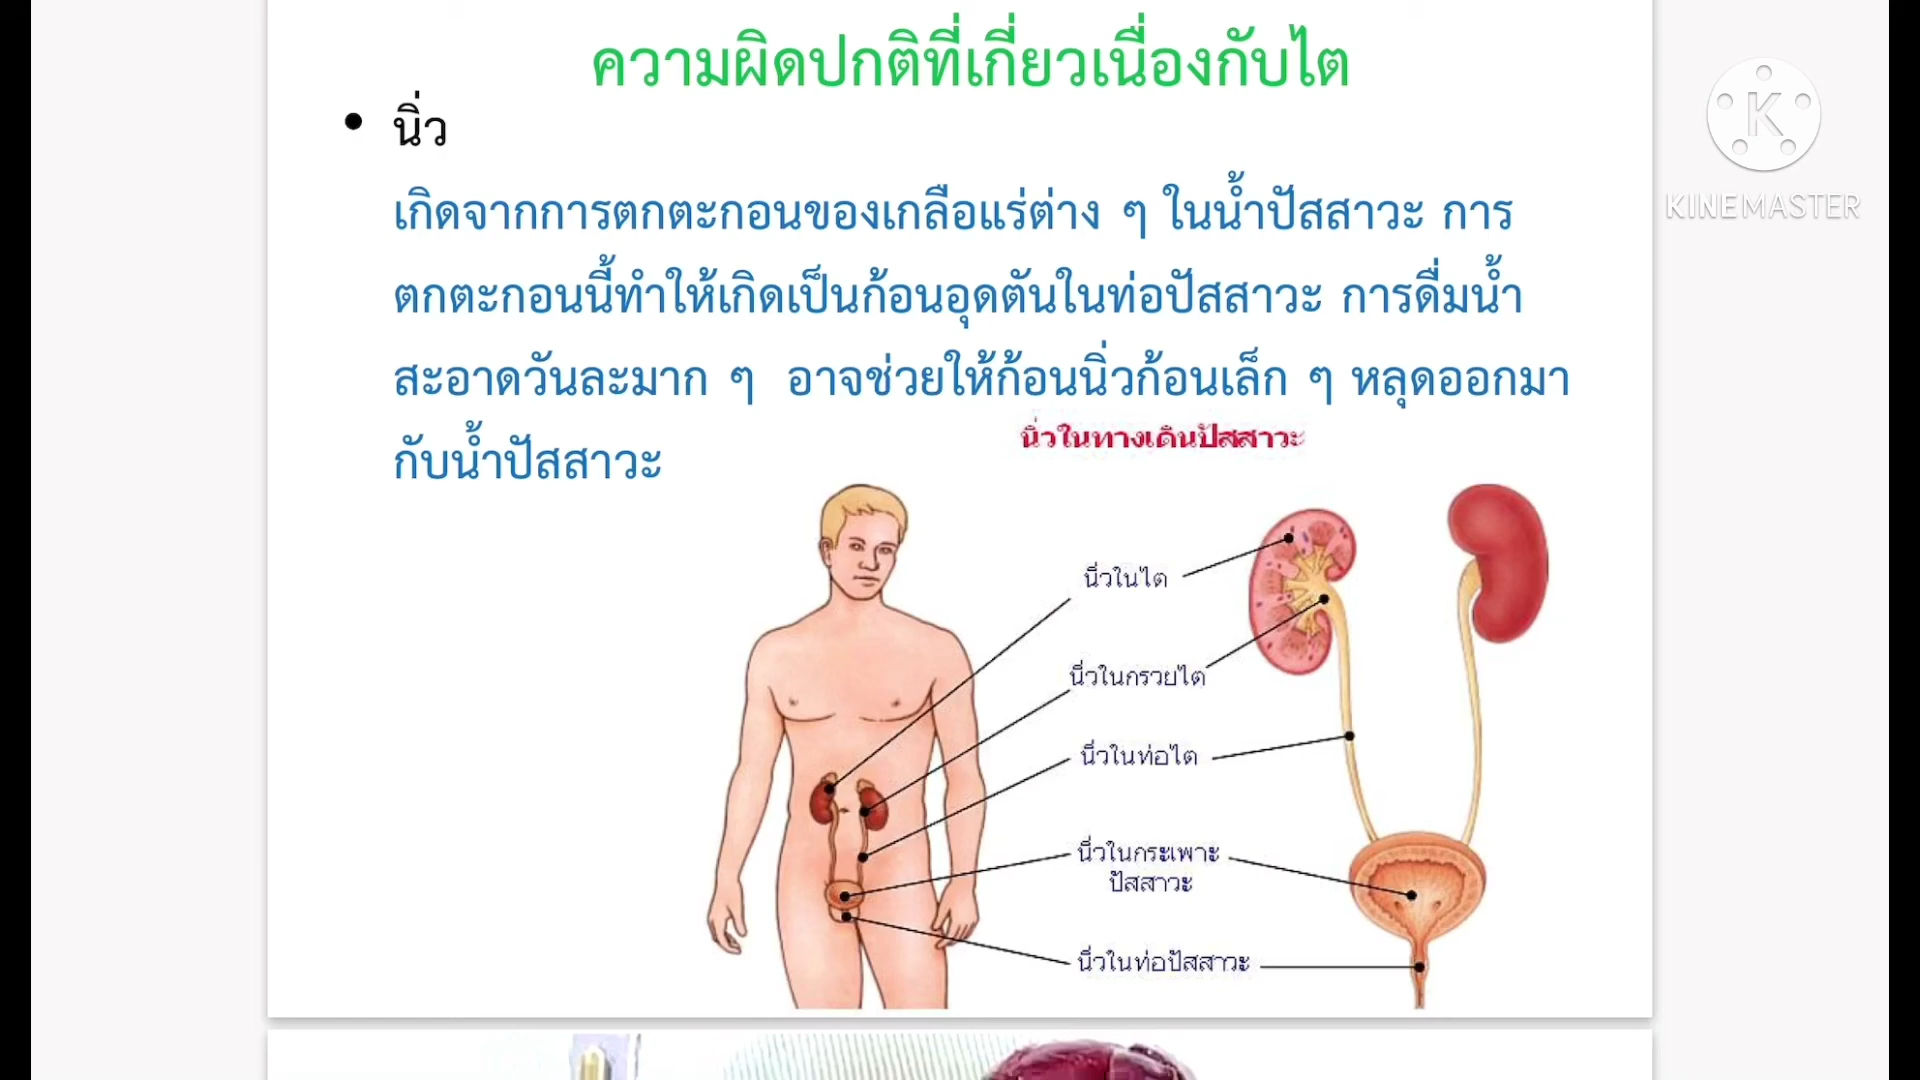 ความผิดปกติที่เกี่ยวเนื่องกับไต
• นิ่ว
เกิดจากการตกตะกอนของเกลือแร่ต่าง ๆ ในน้ำปัสสาวะ การ
ตกตะกอนนี้ทำให้เกิดเป็นก้อนอุดตันในท่อปัสสาวะ การดื่มน้ำ
สะอาดวันละมาก ๆ อาจช่วยให้ก้อนนิ่วก้อนเล็ก ๆ หลุดออกมา
กับน้ำปัสสาวะ
นิ่วในทางเดินปัสสาวะ
นิ่วในไต
นิ่วในกรวยไต
นิ่วในท่อไต
นิ่วในกระเพาะ
ปัสสาวะ
นิ่วในท่อปัสสาวะ
K
KINEMASTER